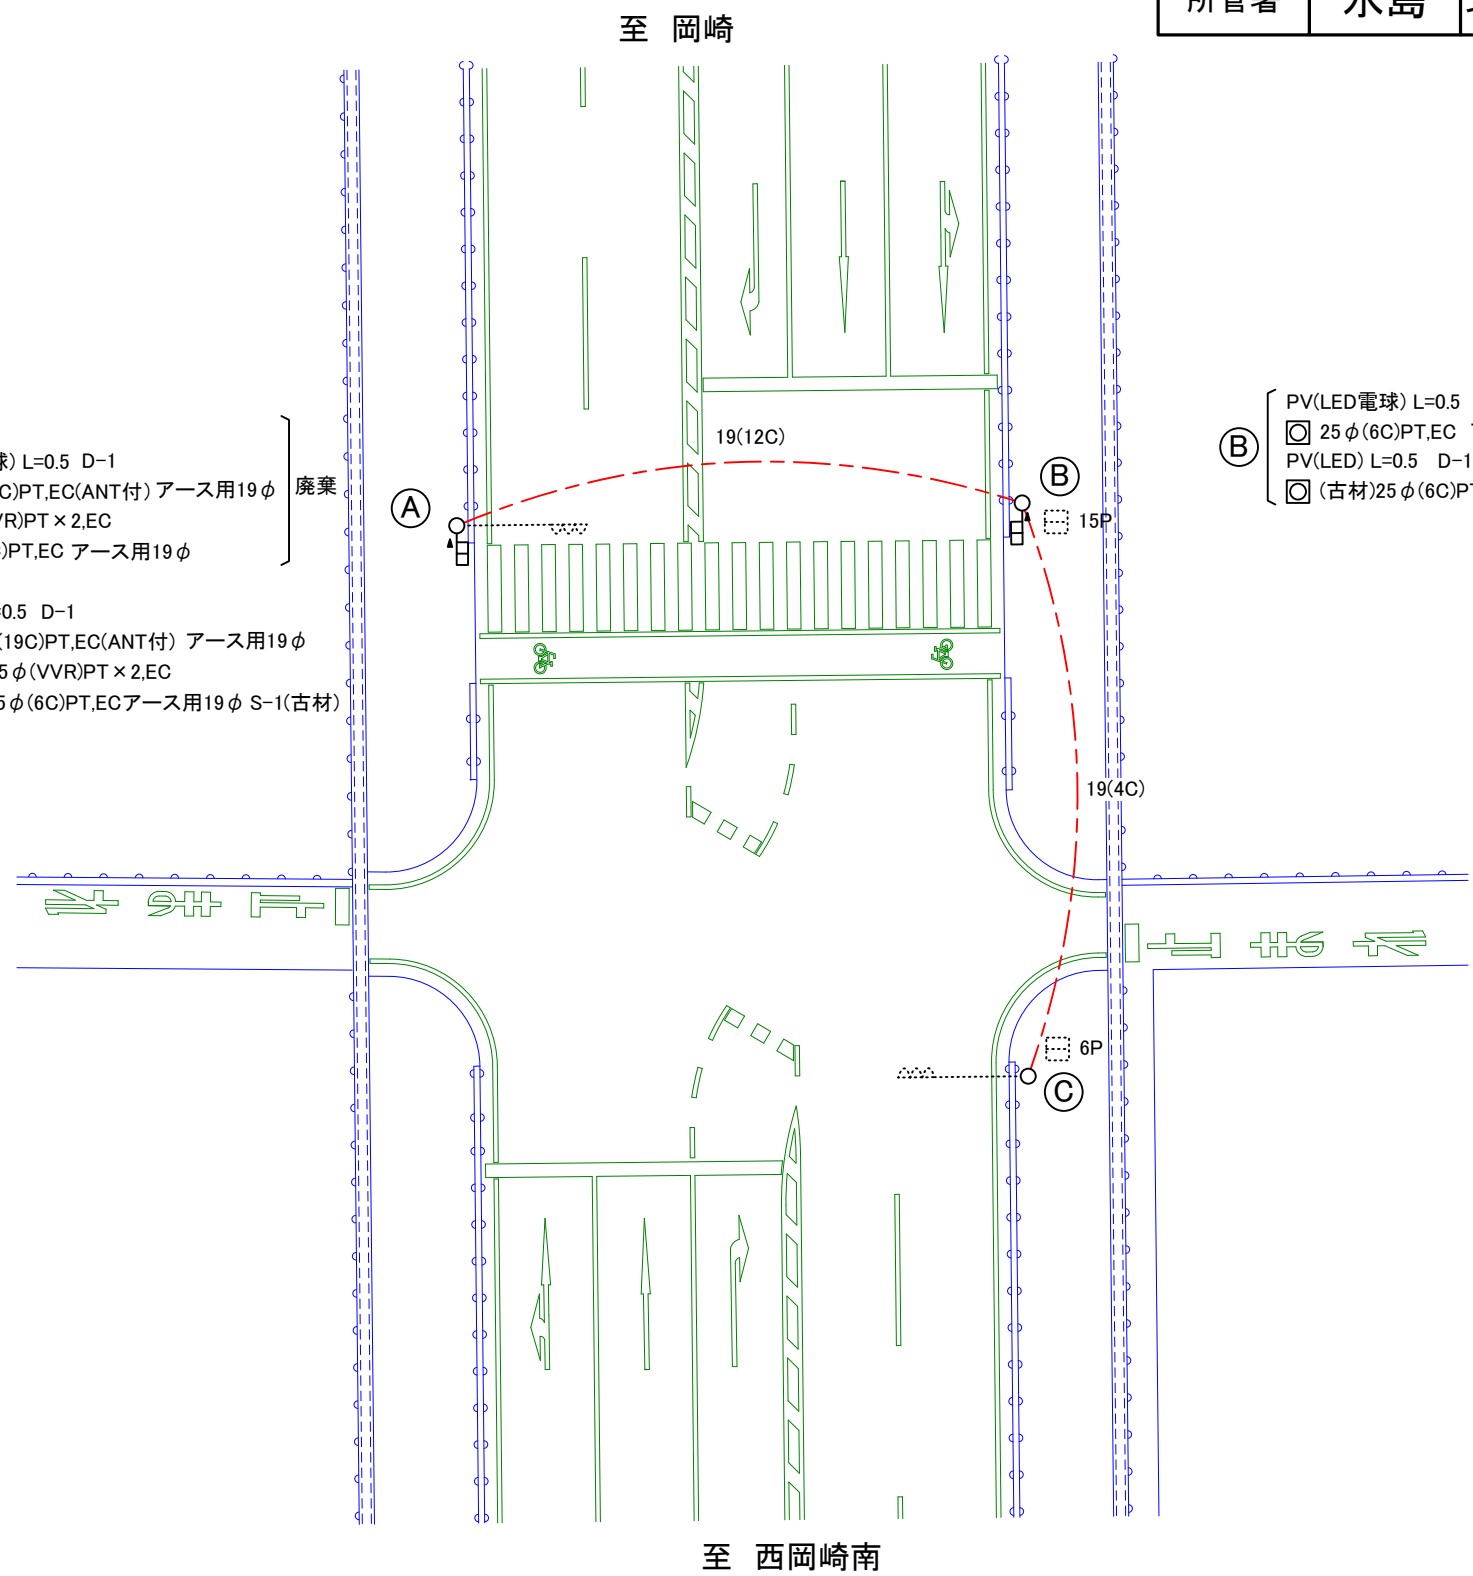 所管署 水島
至 岡崎
19(12C)
Ⓐ
Ⓑ
15P
球) L=0.5 D-1
C)PT,EC(ANT付) アース用19φ
VR)PT×2,EC
)PT,EC アース用19φ
廃棄
=0.5 D-1
(19C)PT,EC(ANT付) アース用19φ
5φ(VVR)PT×2,EC
5φ(6C)PT,ECアース用19φ S-1(古材)
Ⓑ
PV(LED電球) L=0.5
25φ(6C)PT,EC
PV(LED) L=0.5 D-1
(古材)25φ(6C)PT
19(4C)
止まれ
止まれ
6P
Ⓒ
至 西岡崎南